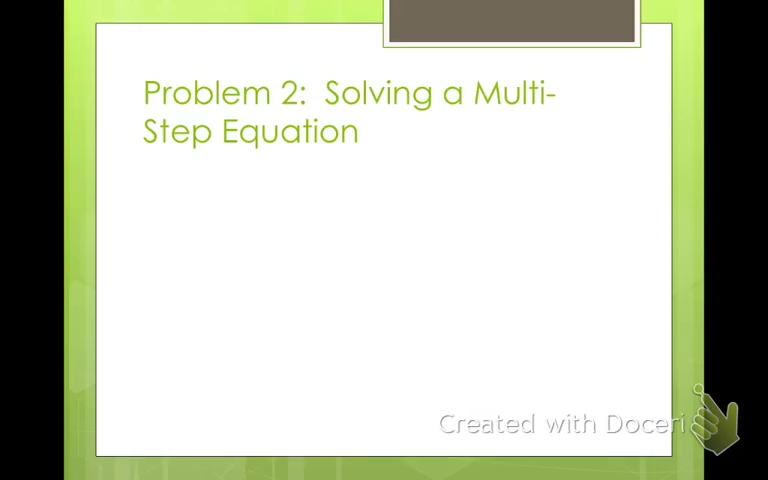 Problem 2:  Solving a Multi-
Step Equation
Created with Doceri